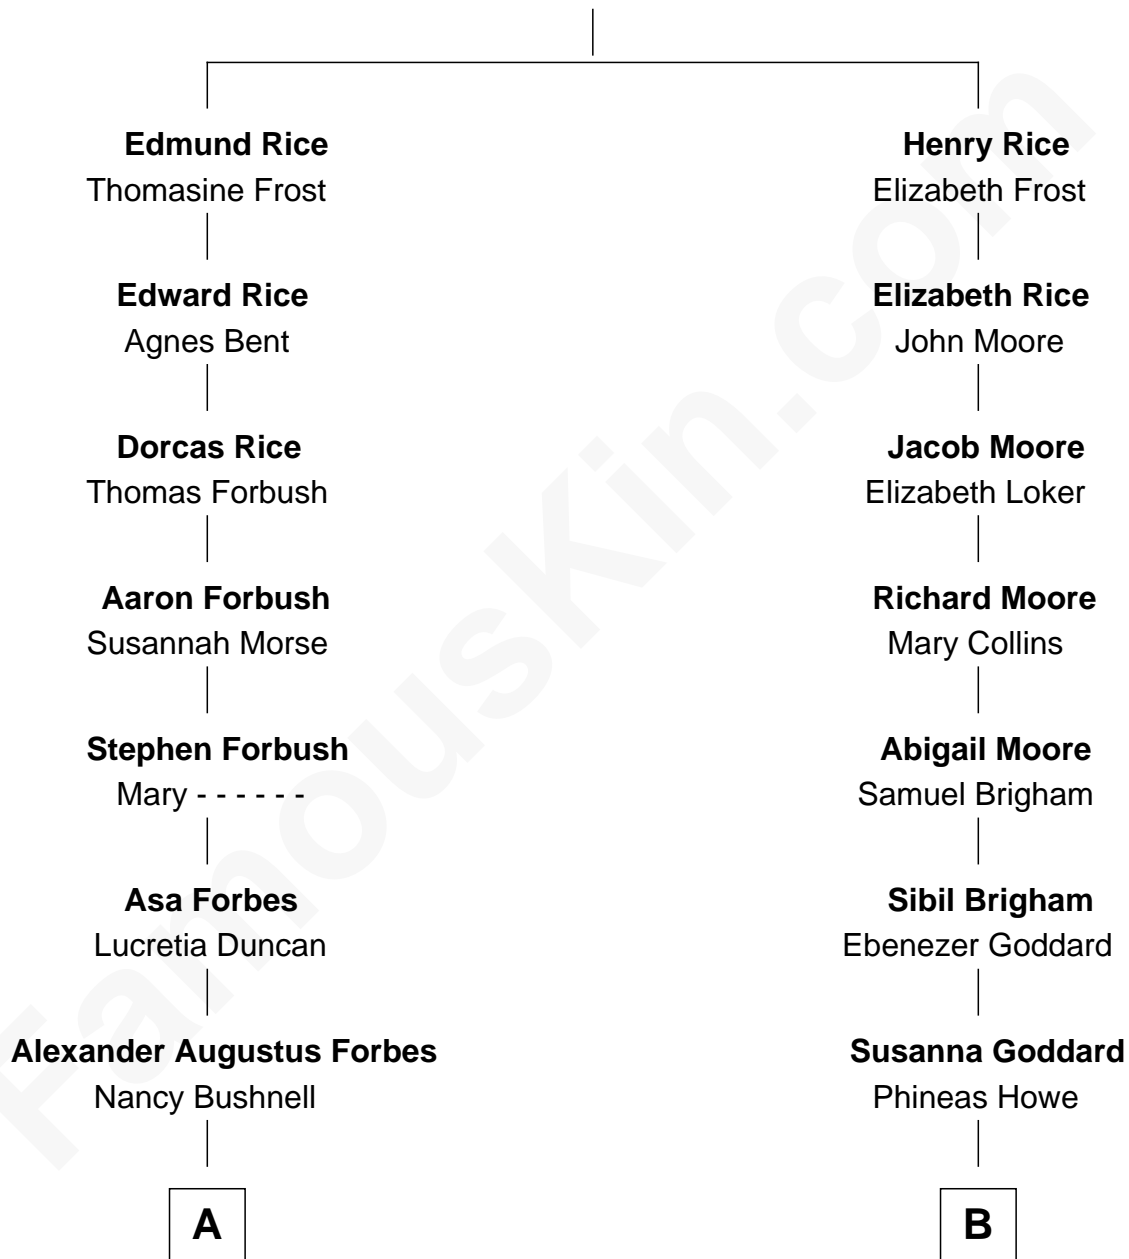 Edmund Rice
Thomasine Frost
Henry Rice
Elizabeth Frost
Edward Rice
Agnes Bent
Elizabeth Rice
John Moore
Dorcas Rice
Thomas Forbush
Jacob Moore
Elizabeth Loker
Aaron Forbush
Susannah Morse
Richard Moore
Mary Collins
Stephen Forbush
Mary - - - - - -
Abigail Moore
Samuel Brigham
Asa Forbes
Lucretia Duncan
Sibil Brigham
Ebenezer Goddard
Alexander Augustus Forbes
Nancy Bushnell
Susanna Goddard
Phineas Howe
A
B
FamousKin.com